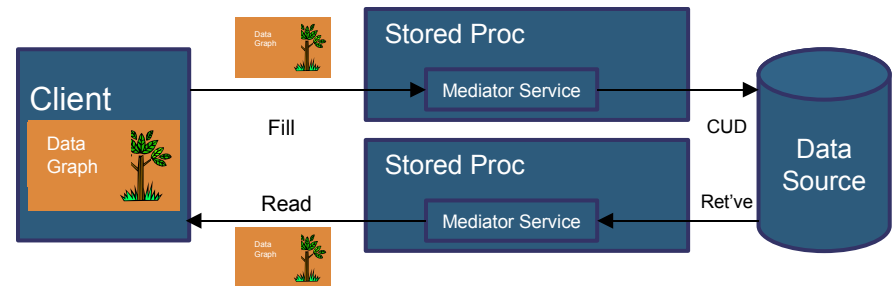 Client
Data
Graph
Data
Graph
Fill
Stored Proc
Mediator Service
CUD
Stored Proc
Mediator Service
Read
Data
Graph
Ret've
Data
Source